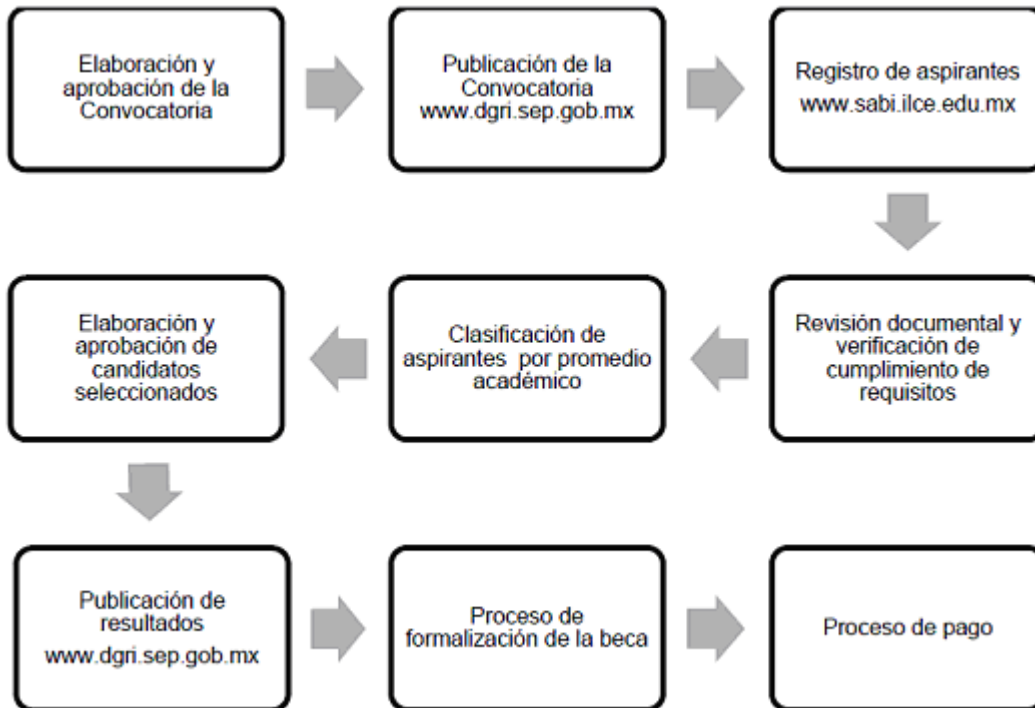 Elaboración y
aprobación de la
Convocatoria
Publicación de la
Convocatoria
www.dgri.sep.gob.mx
Registro de aspirantes
www.sabi.ilce.edu.mx
Revisión documental y
verificación de
cumplimiento de
requisitos
Clasificación de
aspirantes por promedio
académico
Elaboración y
aprobación de
candidatos
seleccionados
Publicación de
resultados
www.dgri.sep.gob.mx
Proceso de
formalización de la beca
Proceso de pago